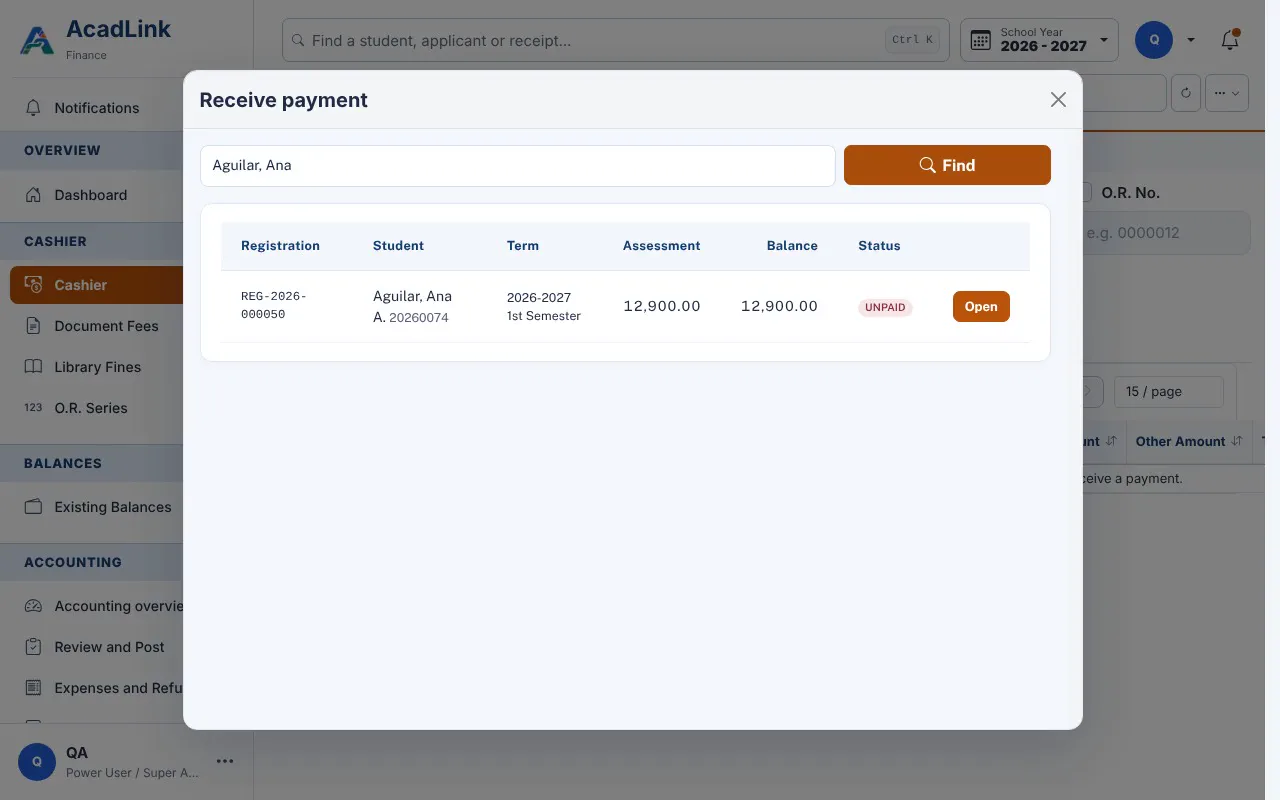 AcadLink
Finance
Find a student, applicant or receipt...
Ctrl K
School Year
2026 - 2027
Q
Notifications
OVERVIEW
Dashboard
CASHIER
Cashier
Document Fees
Library Fines
123 O.R. Series
BALANCES
Existing Balances
ACCOUNTING
Accounting overvie
Review and Post
Expenses and Refu
Q
QA
Power User / Super A...
Receive payment
Aguilar, Ana
Find
Registration Student Term Assessment Balance Status
REG-2026-
000050
Aguilar, Ana
A. 20260074
2026-2027
1st Semester
12,900.00
12,900.00
UNPAID
Open
O.R. No.
e.g. 0000012
15 / page
unt
Other Amount
ceive a payment.